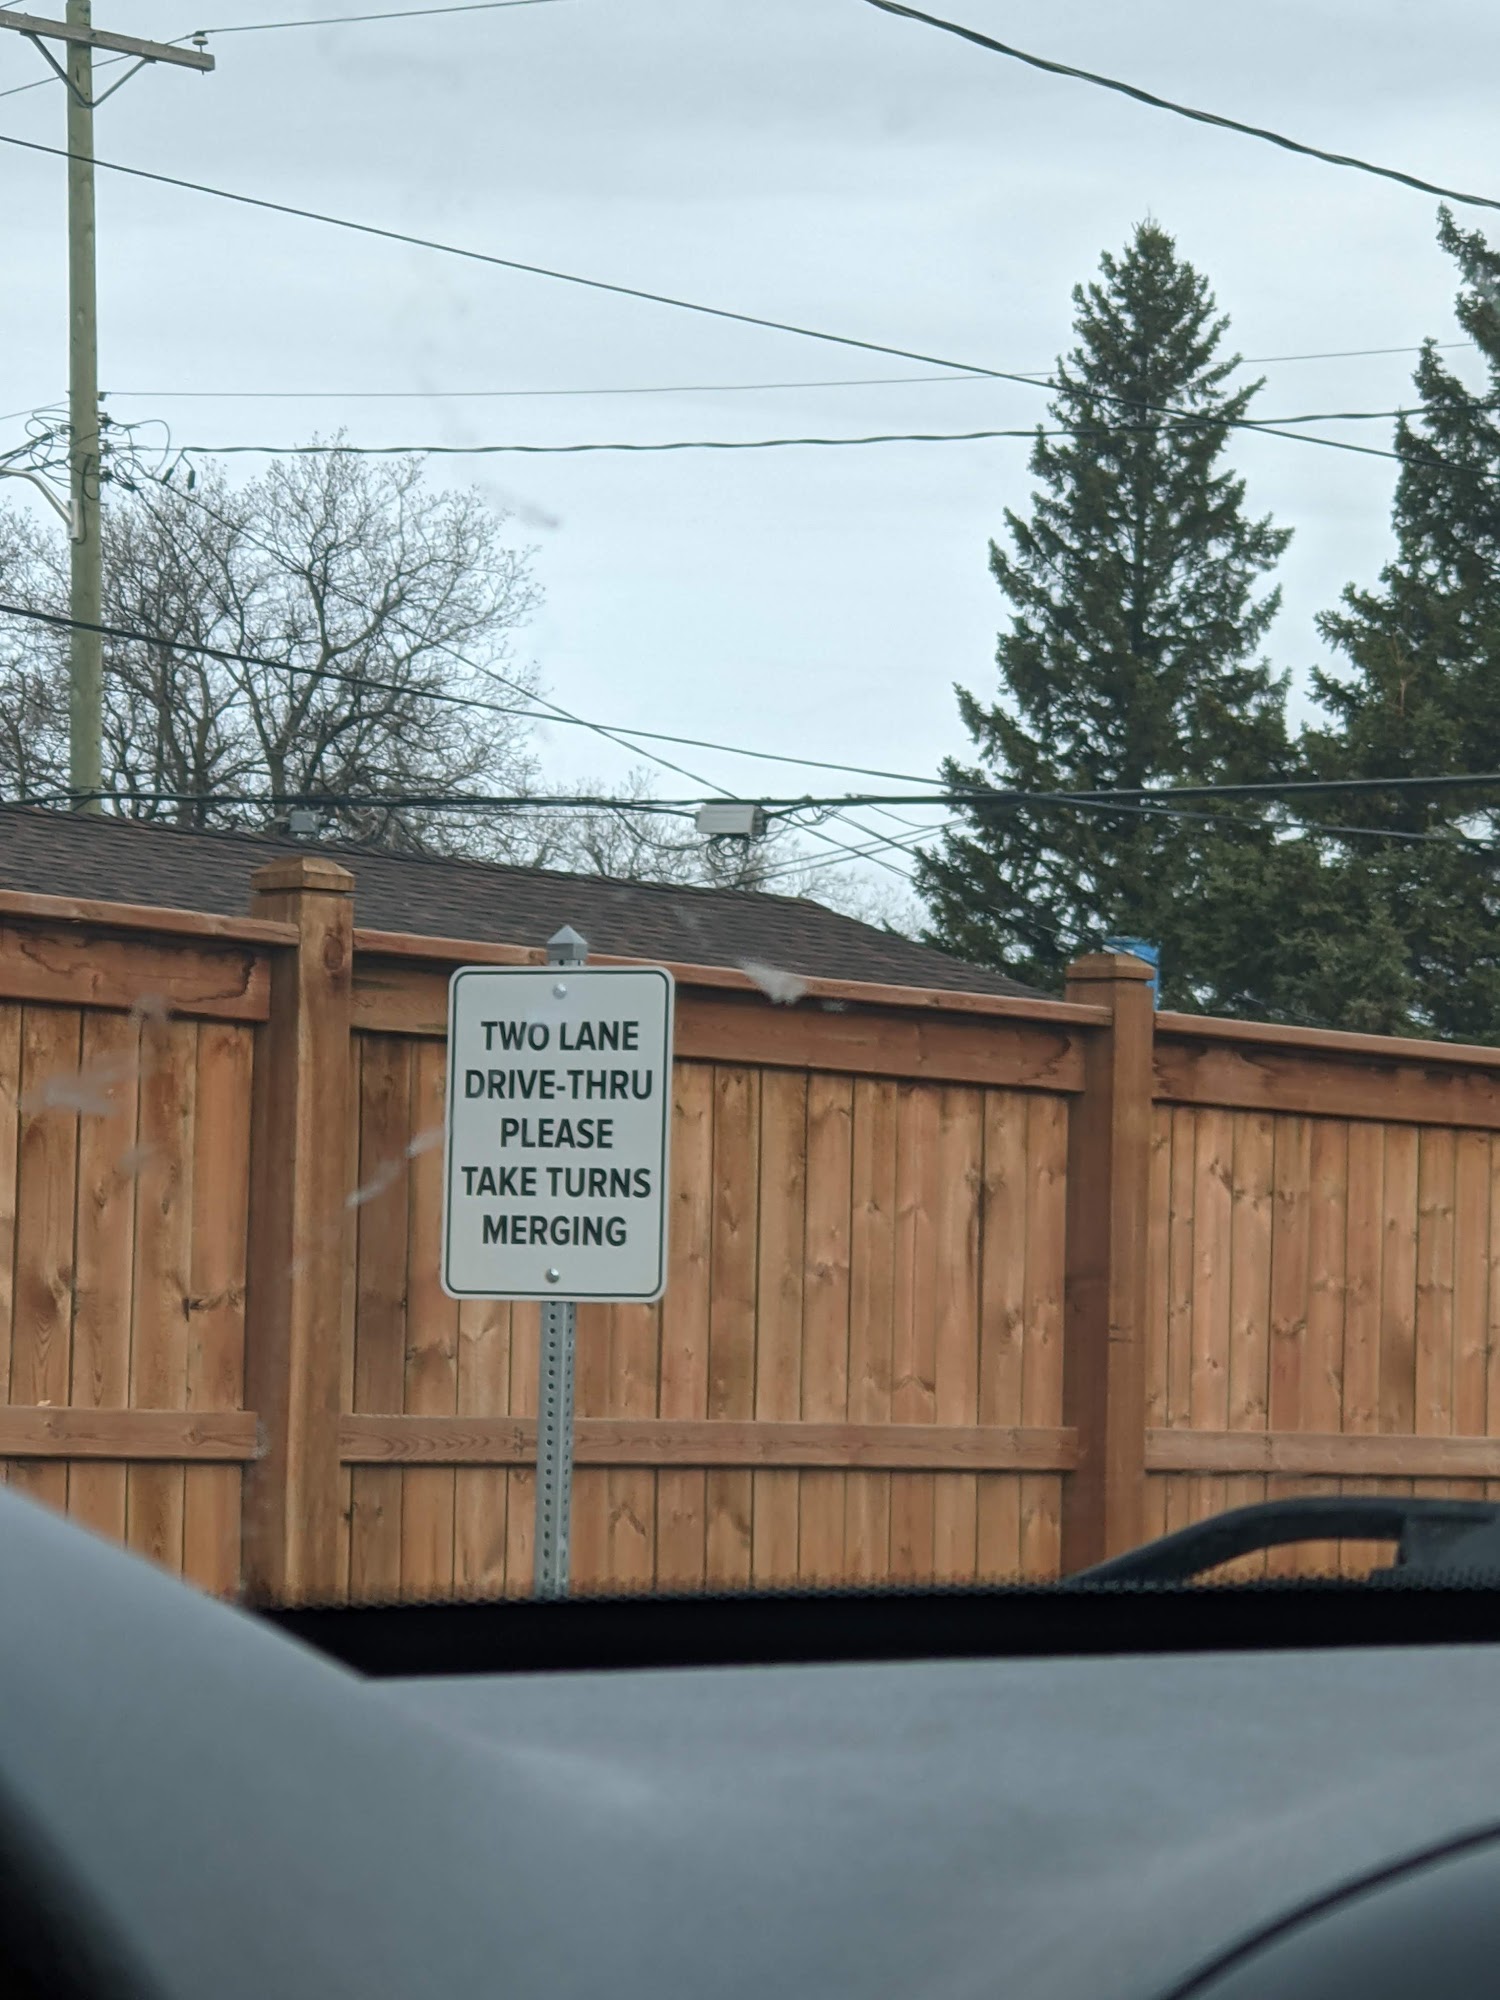 TWO LANE
DRIVE-THRU
PLEASE
TAKE TURNS
MERGING